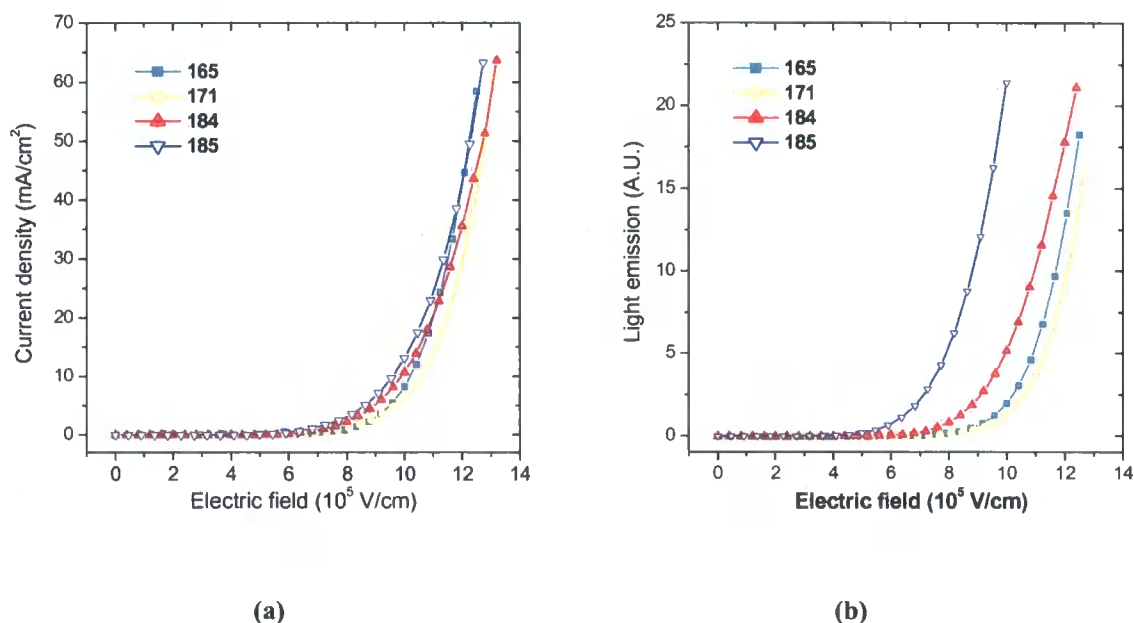 70
60
50
40
30
20
10
0
Current density (mA/cm²)
165
171
184
185
0 2 4 6 8 10 12 14
Electric field (10⁵ V/cm)
(a)
25
20
15
10
5
0
Light emission (A.U.)
165
171
184
185
0 2 4 6 8 10 12 14
Electric field (10⁵ V/cm)
(b)